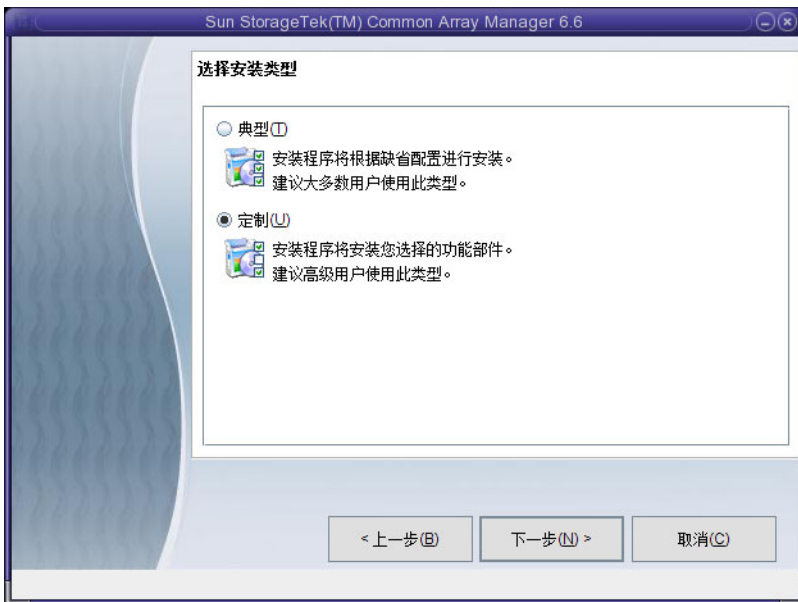 Sun StorageTek(TM) Common Array Manager 6.6
选择安装类型
典型(T)
安装程序将根据缺省配置进行安装。
建议大多数用户使用此类型。
定制(U)
安装程序将安装您选择的功能部件。
建议高级用户使用此类型。
<上一步(B)
下一步(N) >
取消(C)